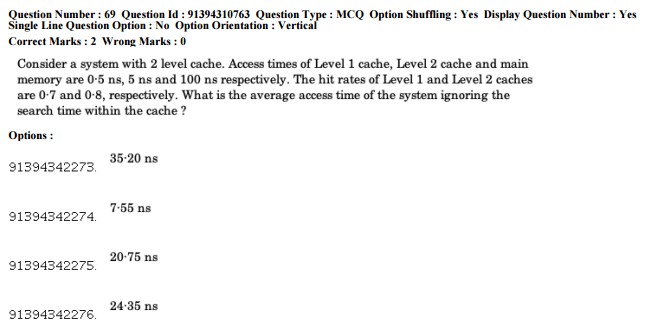 Question Number : 69 Question Id : 91394310763 Question Type : MCQ Option Shuffling : Yes Display Question Number : Yes
Single Line Question Option : No Option Orientation : Vertical
Correct Marks : 2 Wrong Marks : 0
Consider a system with 2 level cache. Access times of Level 1 cache, Level 2 cache and main
memory are 0·5 ns, 5 ns and 100 ns respectively. The hit rates of Level 1 and Level 2 caches
are 0·7 and 0·8, respectively. What is the average access time of the system ignoring the
search time within the cache ?
Options :
35·20 ns
91394342273.
7·55 ns
91394342274.
20·75 ns
91394342275.
24·35 ns
91394342276.